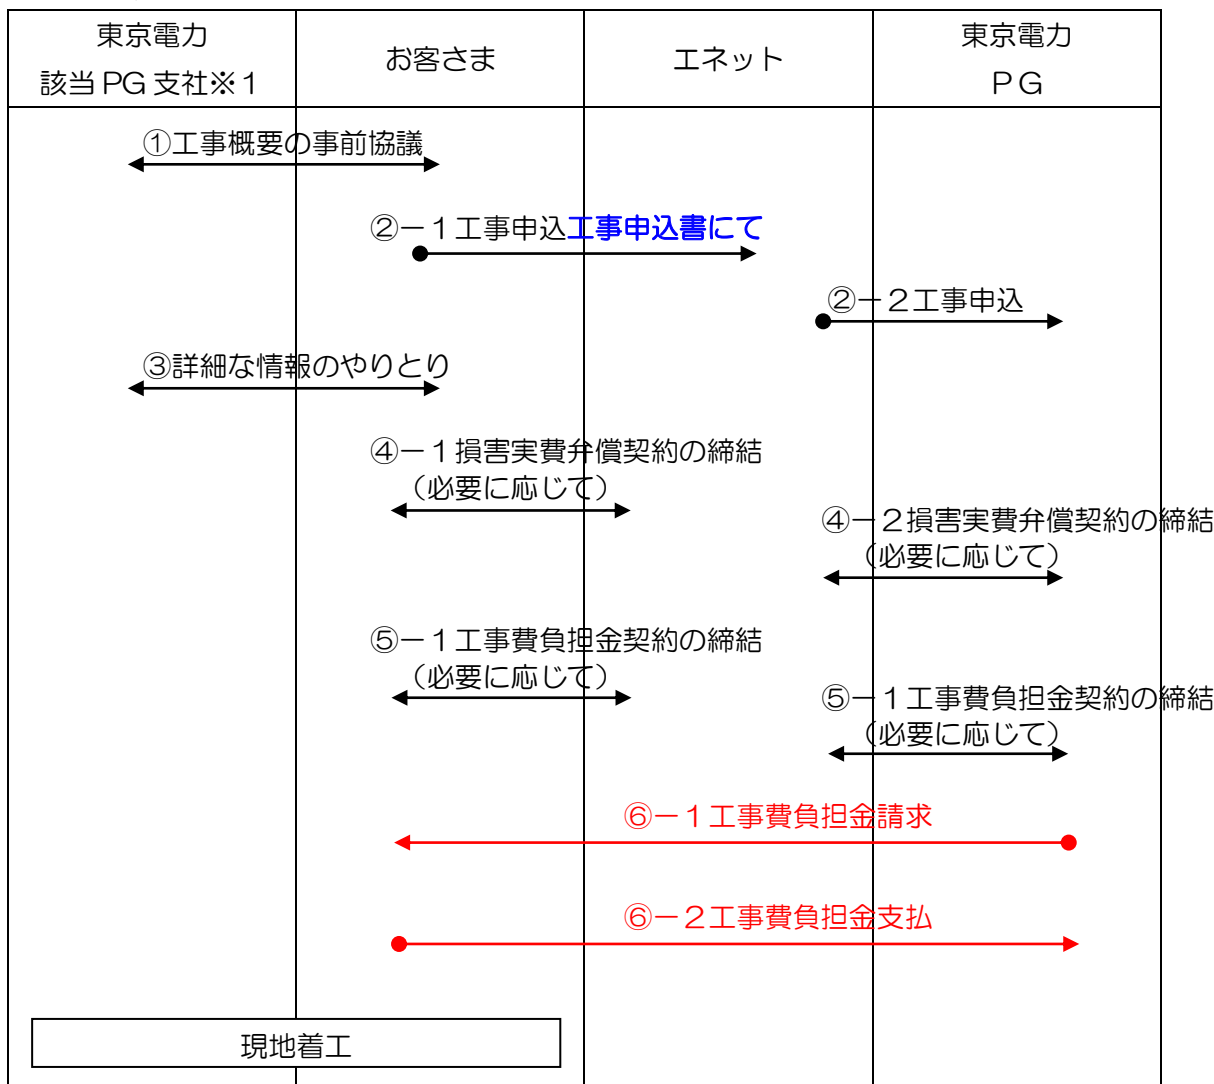 東京電力
該当PG支社※1
お客さま
エネット
東京電力
ＰＧ
①工事概要の事前協議
②－１工事申込工事申込書にて
②－２工事申込
③詳細な情報のやりとり
④－１損害実費弁償契約の締結
（必要に応じて）
④－２損害実費弁償契約の締結
（必要に応じて）
⑤－１工事費負担金契約の締結
（必要に応じて）
⑤－１工事費負担金契約の締結
（必要に応じて）
⑥－１工事費負担金請求
⑥－２工事費負担金支払
現地着工